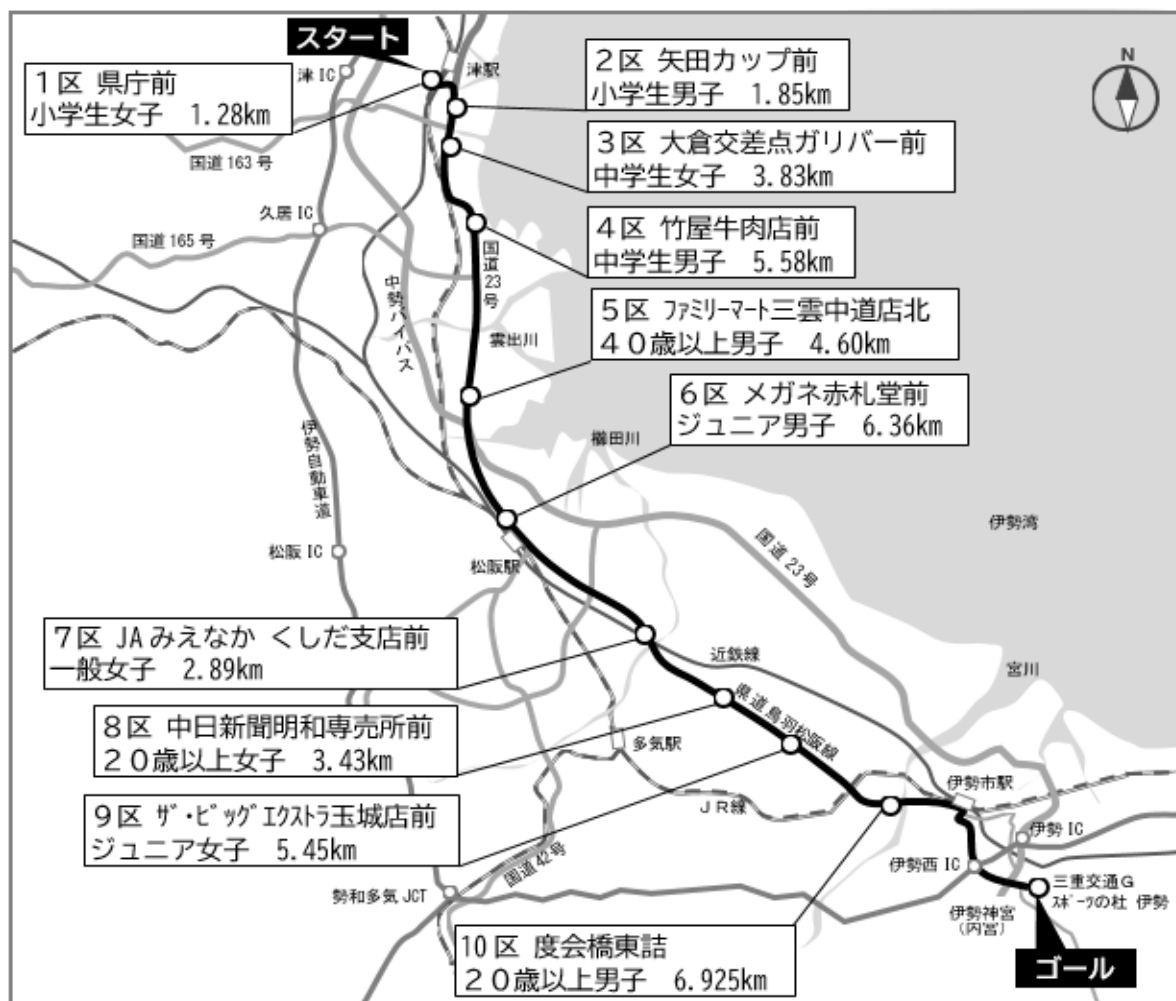 スタート
1区 県庁前
小学生女子 1.28km
2区 矢田カップ前
小学生男子 1.85km
3区 大倉交差点ガリバー前
中学生女子 3.83km
4区 竹屋牛肉店前
中学生男子 5.58km
5区 ファミリーマート三雲中道店北
40歳以上男子 4.60km
6区 メガネ赤札堂前
ジュニア男子 6.36km
7区 JAみえなか くしだ支店前
一般女子 2.89km
8区 中日新聞明和専売所前
20歳以上女子 3.43km
9区 ザ・ビッグエクストラ玉城店前
ジュニア女子 5.45km
10区 度会橋東詰
20歳以上男子 6.925km
ゴール
N
津IC
津駅
国道163号
久居IC
国道165号
国道23号
中勢バイパス
雲出川
櫛田川
伊勢自動車道
松阪IC
松阪駅
伊勢湾
国道23号
近鉄線
宮川
県道鳥羽松阪線
多気駅
JR線
伊勢市駅
伊勢IC
伊勢西IC
国道42号
勢和多気JCT
伊勢神宮
(内宮)
三重交通G
スポーツの杜 伊勢